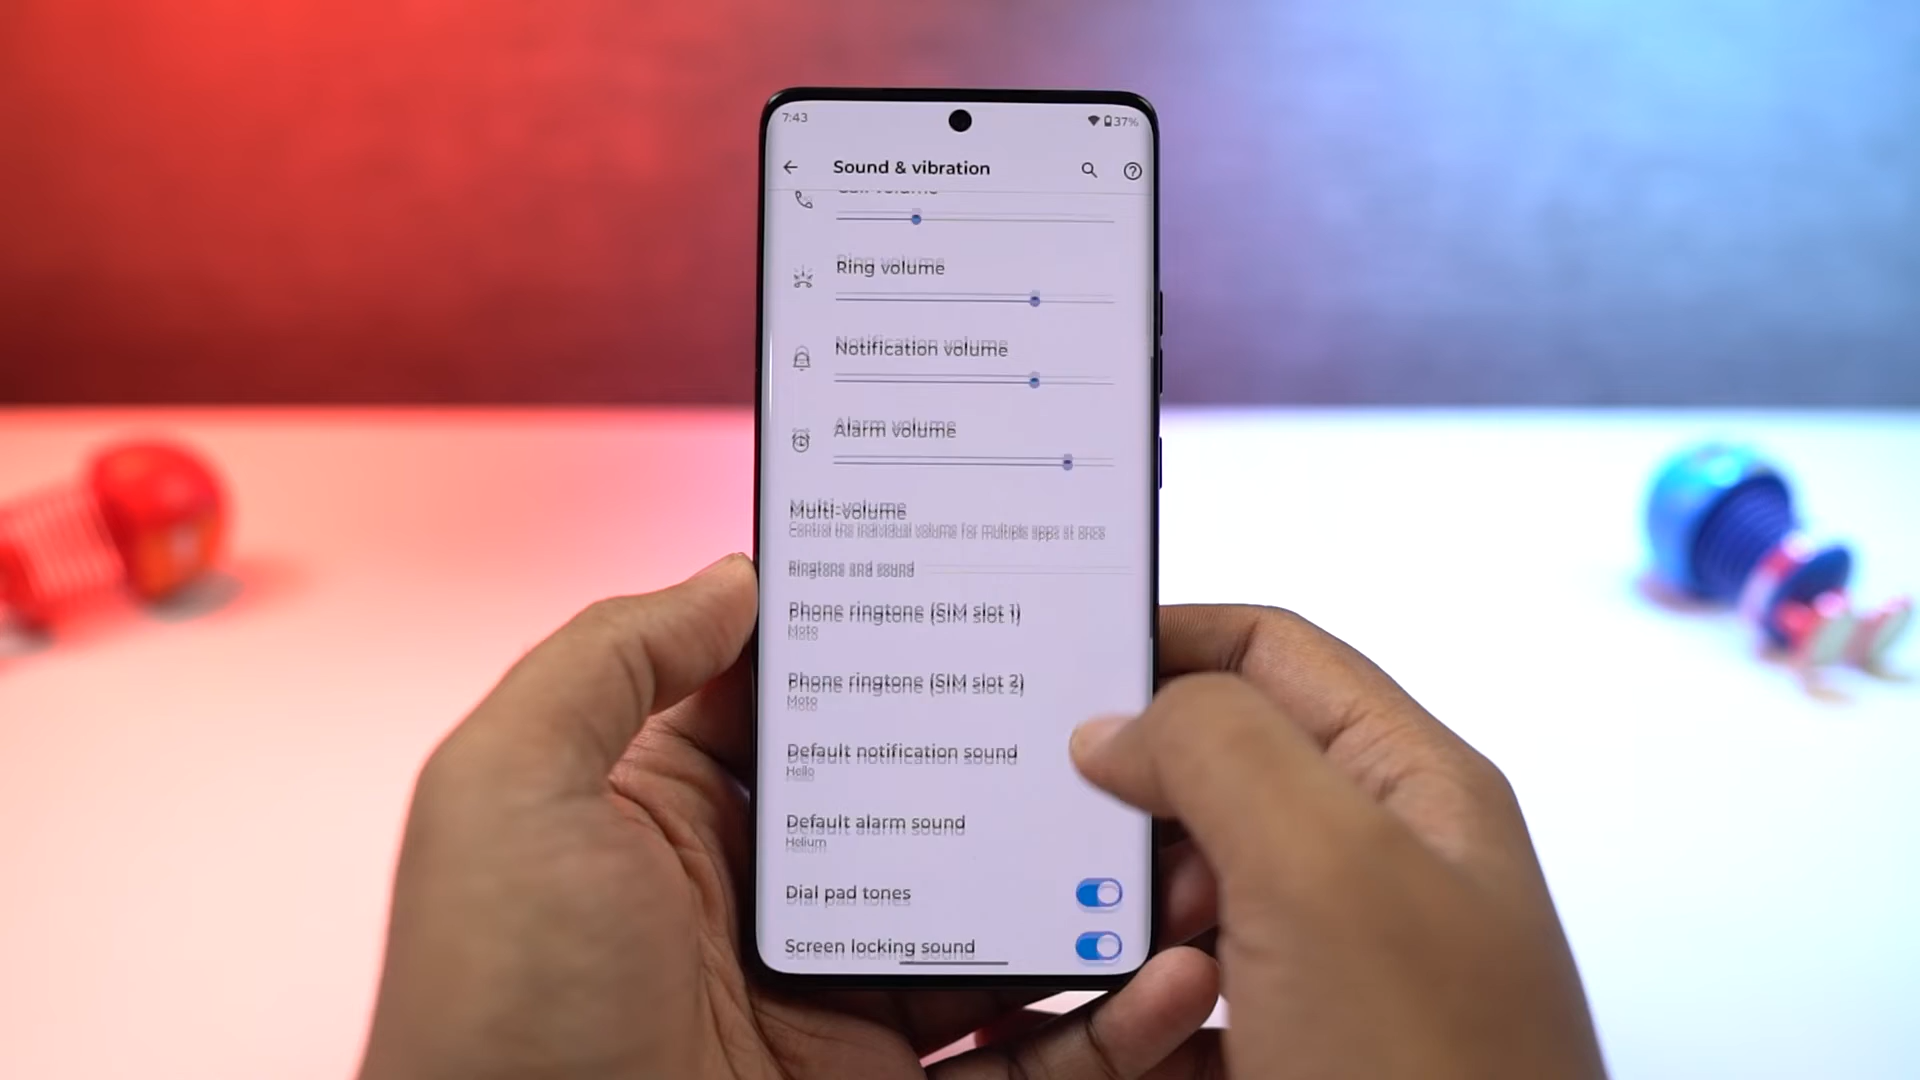 7:43
37%
Sound & vibration
Call volume
Ring volume
Notification volume
Alarm volume
Multi-volume
Control the individual volume for multiple apps at once
Ringtone and sound
Phone ringtone (SIM slot 1)
Moto
Phone ringtone (SIM slot 2)
Moto
Default notification sound
Hello
Default alarm sound
Helium
Dial pad tones
Screen locking sound